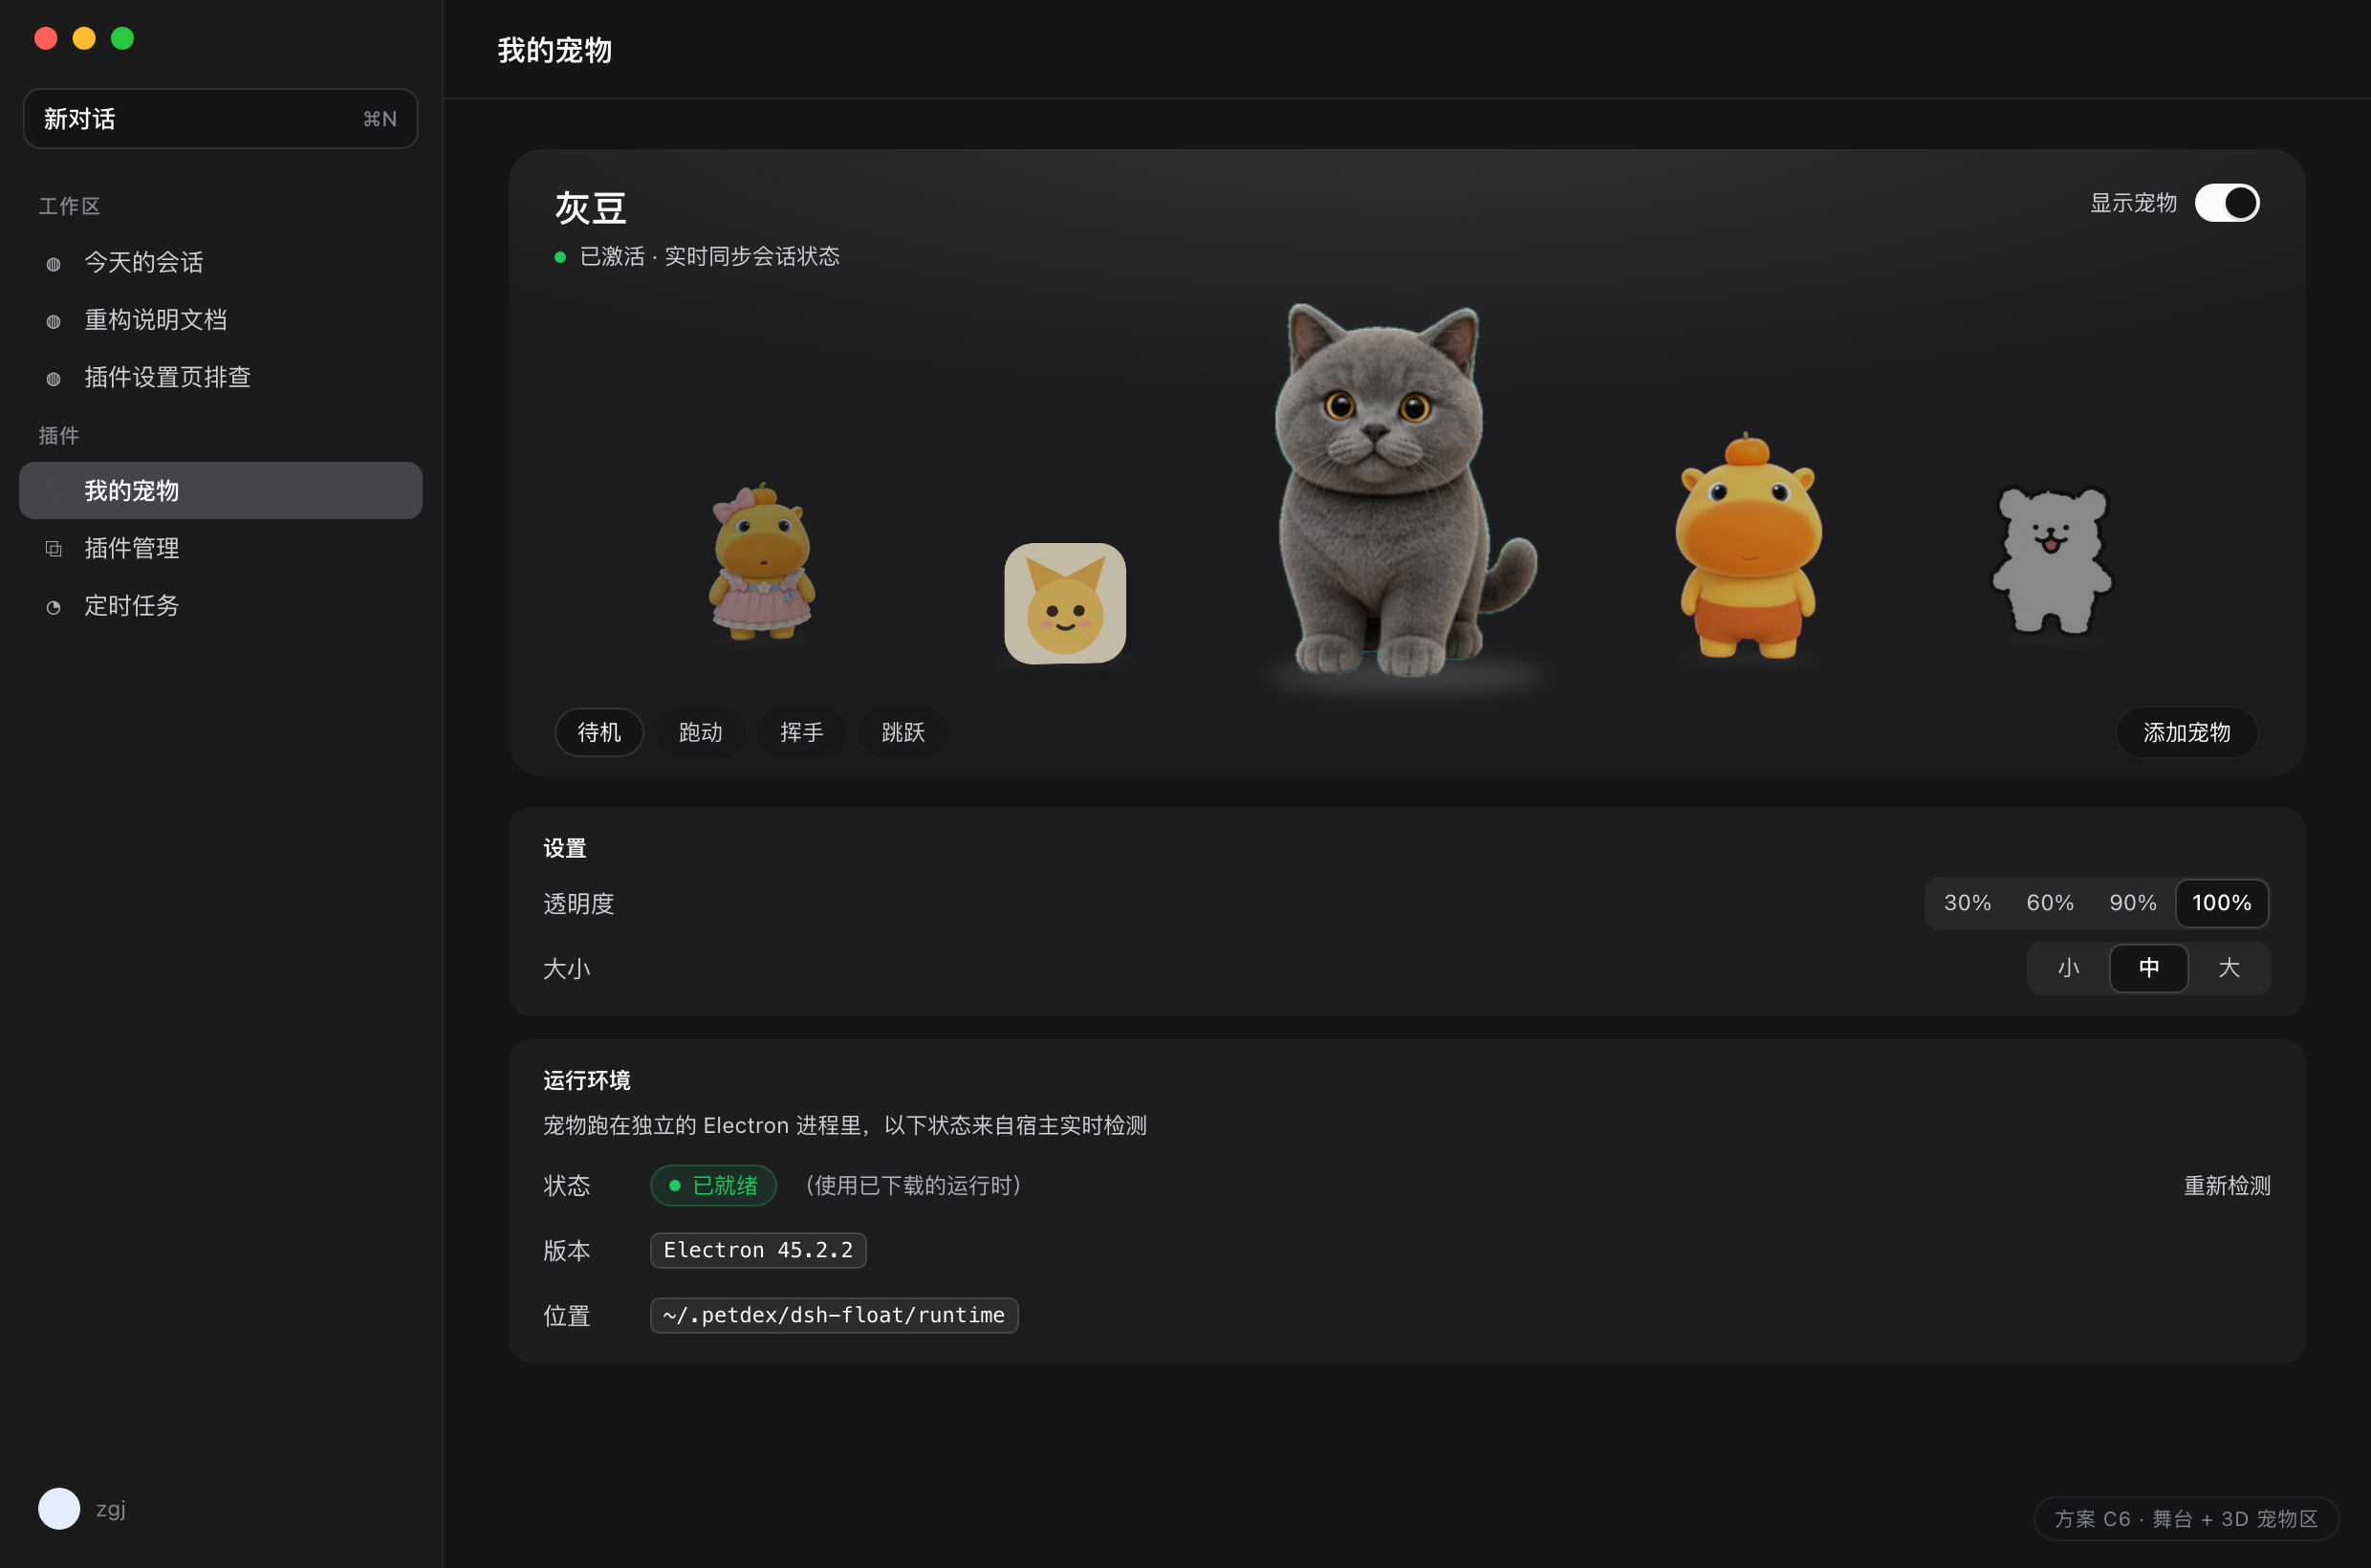 新对话 ⌘N
工作区
今天的会话
重构说明文档
插件设置页排查
插件
我的宠物
插件管理
定时任务
zgj
我的宠物
灰豆
显示宠物
已激活 · 实时同步会话状态
待机 跑动 挥手 跳跃
添加宠物
设置
透明度 30% 60% 90% 100%
大小 小 中 大
运行环境
宠物跑在独立的 Electron 进程里，以下状态来自宿主实时检测
状态 已就绪 （使用已下载的运行时） 重新检测
版本 Electron 45.2.2
位置 ~/.petdex/dsh-float/runtime
方案 C6 · 舞台 + 3D 宠物区